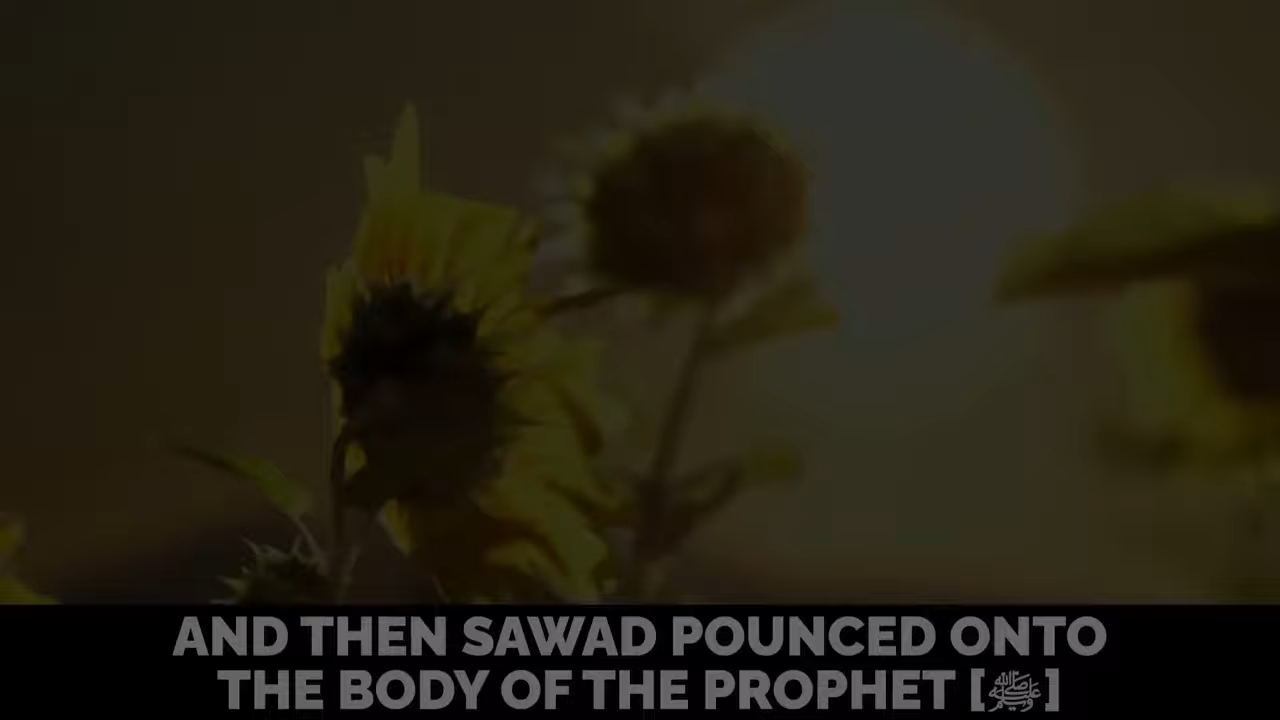 AND THEN SAWAD POUNCED ONTO
THE BODY OF THE PROPHET [ﷺ]